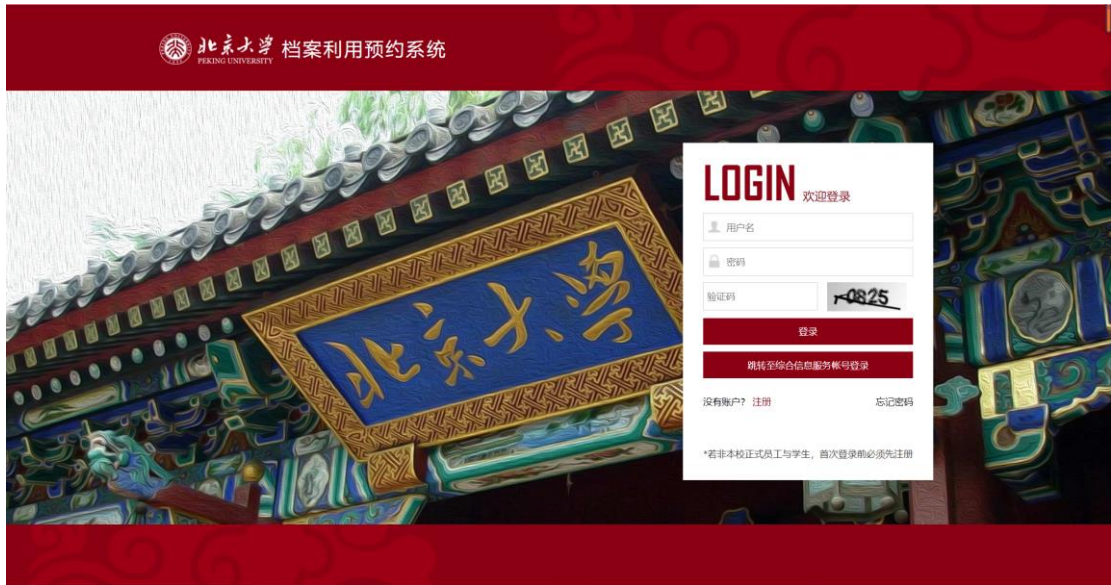 北京大学 档案利用预约系统
PEKING UNIVERSITY
北京大学
LOGIN 欢迎登录
用户名
密码
验证码
r0825
登录
跳转至综合信息服务帐号登录
没有账户？ 注册 忘记密码
*若非本校正式员工与学生，首次登录前必须先注册